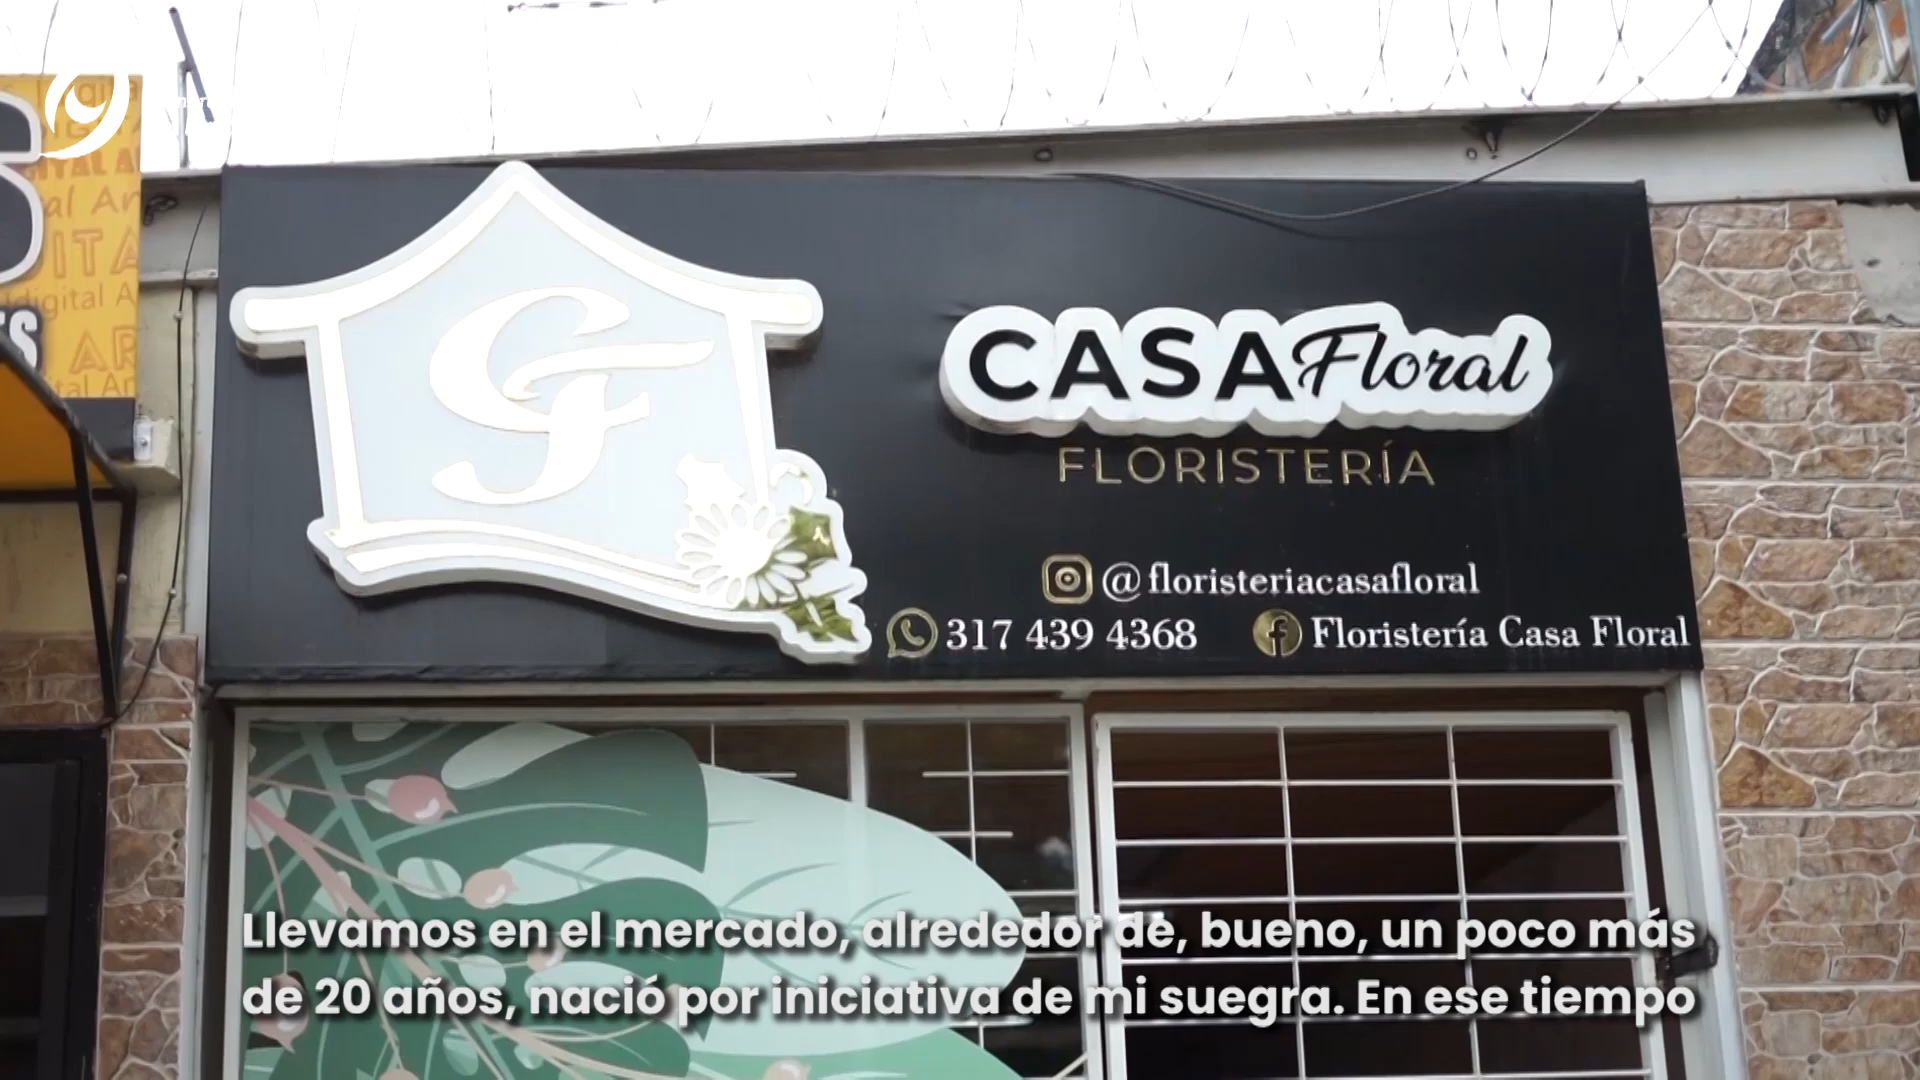 CASA Floral
FLORISTERÍA
@floristeriacasafloral
317 439 4368
Floristería Casa Floral
Llevamos en el mercado, alrededor de, bueno, un poco más
de 20 años, nació por iniciativa de mi suegra. En ese tiempo